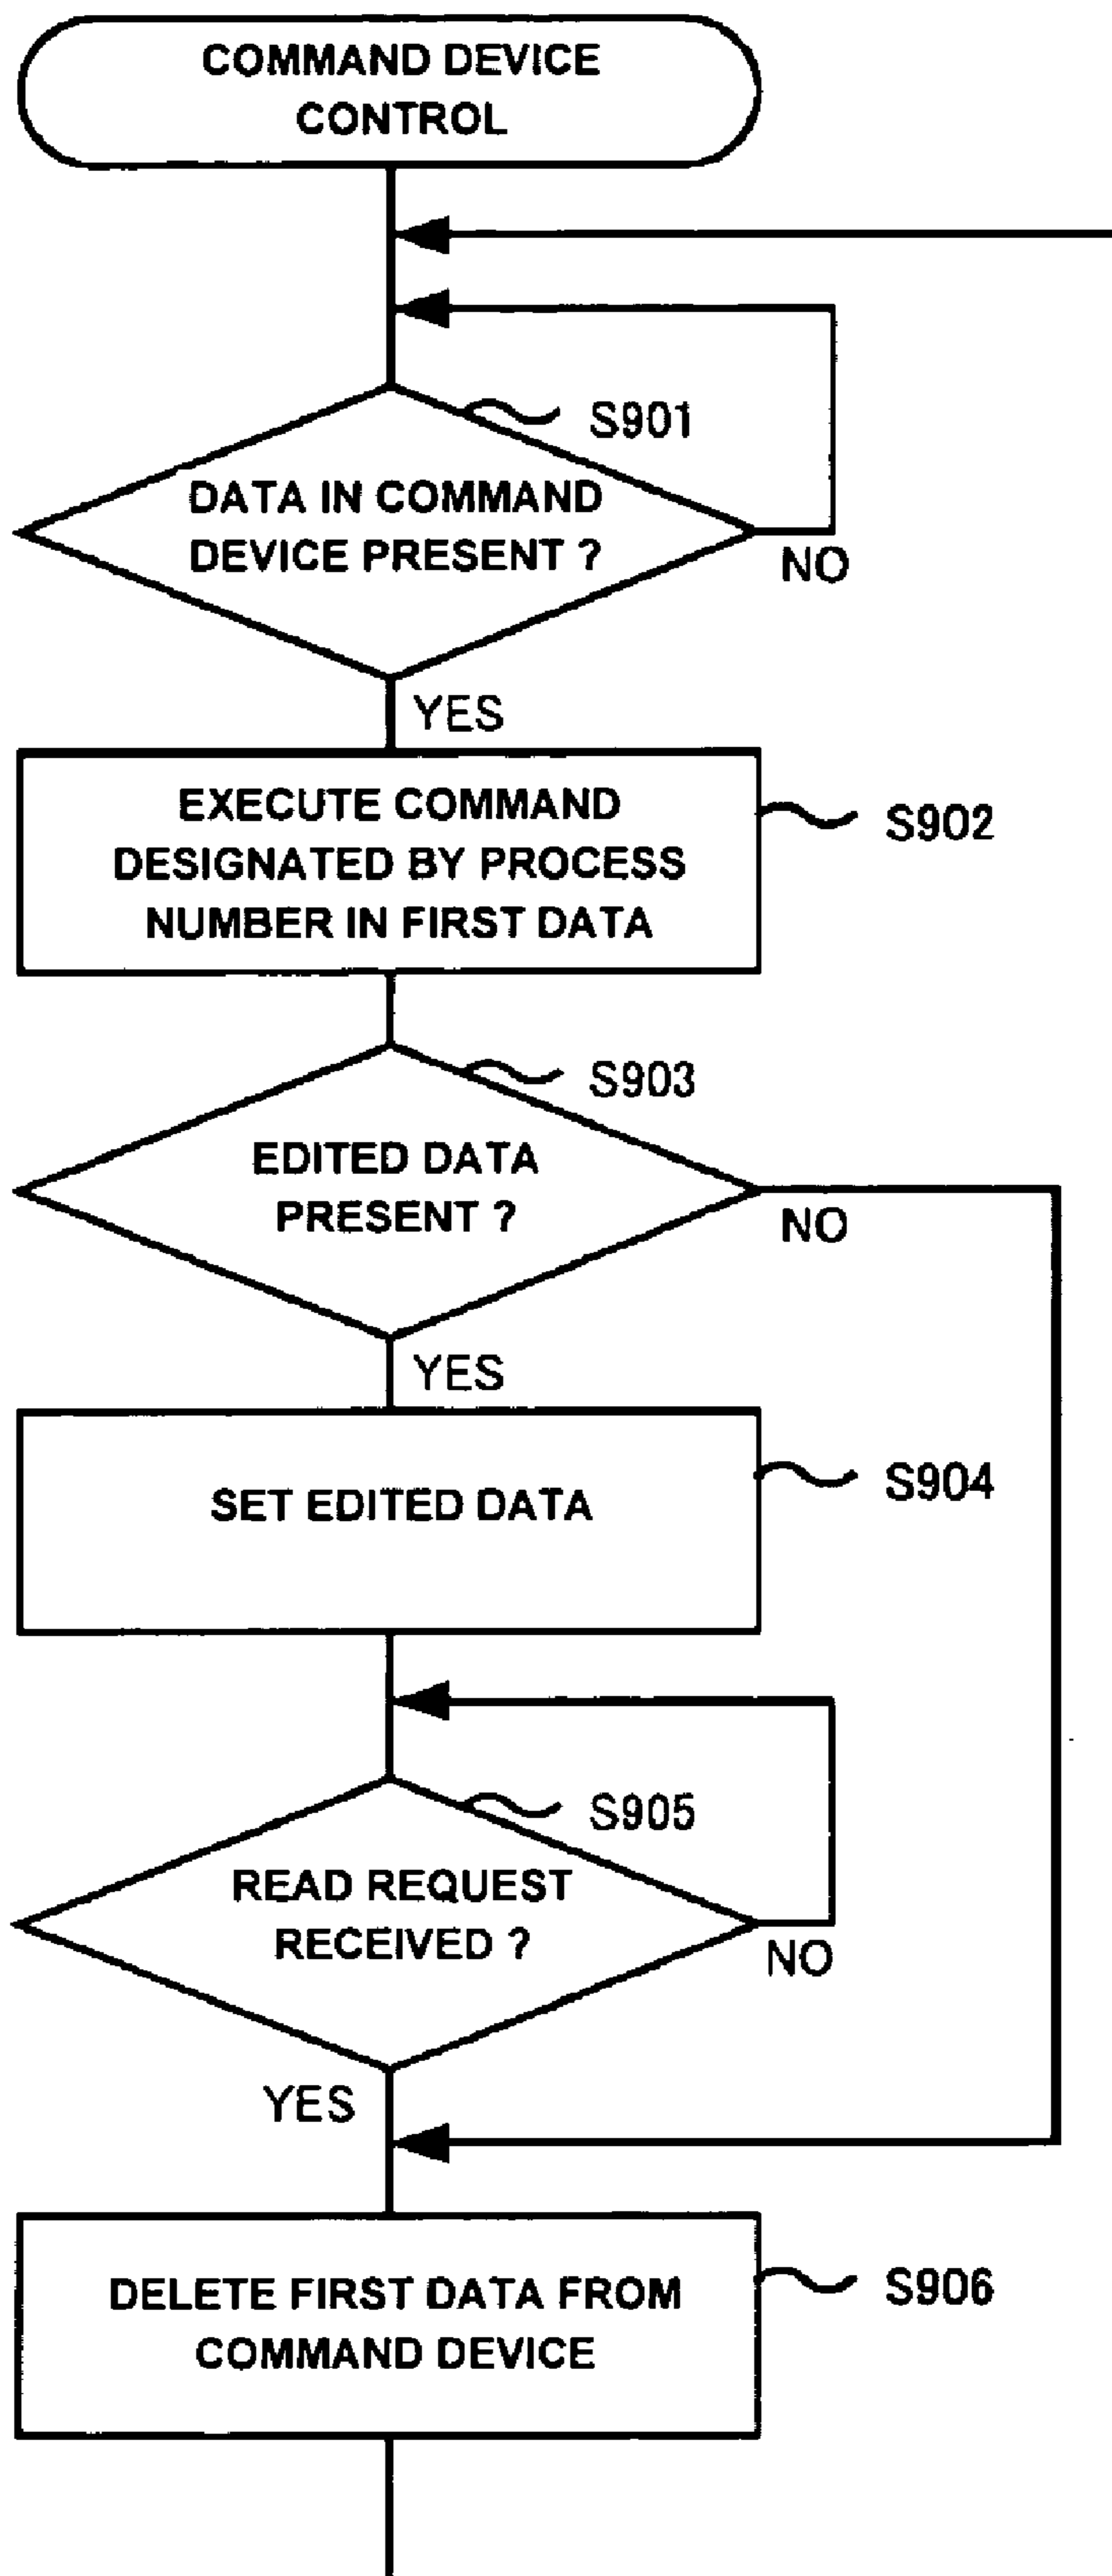 COMMAND DEVICE
CONTROL
S901
DATA IN COMMAND
DEVICE PRESENT ?
NO
YES
EXECUTE COMMAND
DESIGNATED BY PROCESS
NUMBER IN FIRST DATA
S902
S903
EDITED DATA
PRESENT ?
NO
YES
SET EDITED DATA
S904
S905
READ REQUEST
RECEIVED ?
NO
YES
DELETE FIRST DATA FROM
COMMAND DEVICE
S906